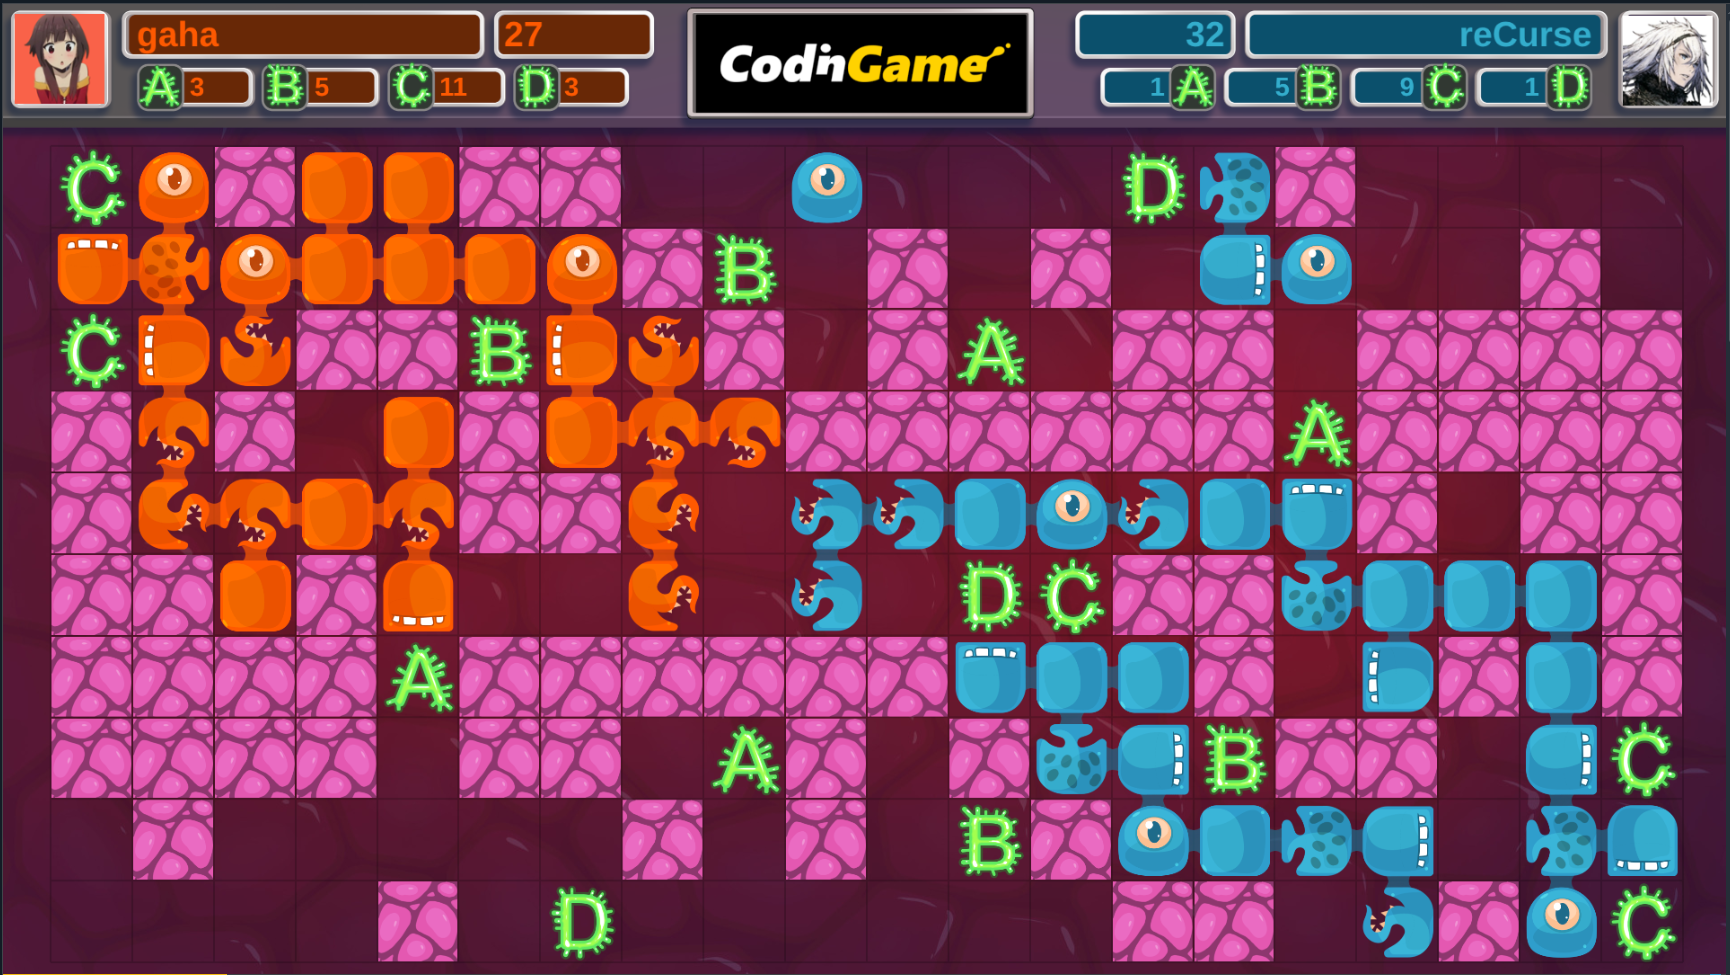 gaha 27 CodinGame 32 reCurse
A 3 B 5 C 11 D 3 1 A 5 B 9 C 1 D
C D
B
C B A
A
D C
A
A B C
B
D C